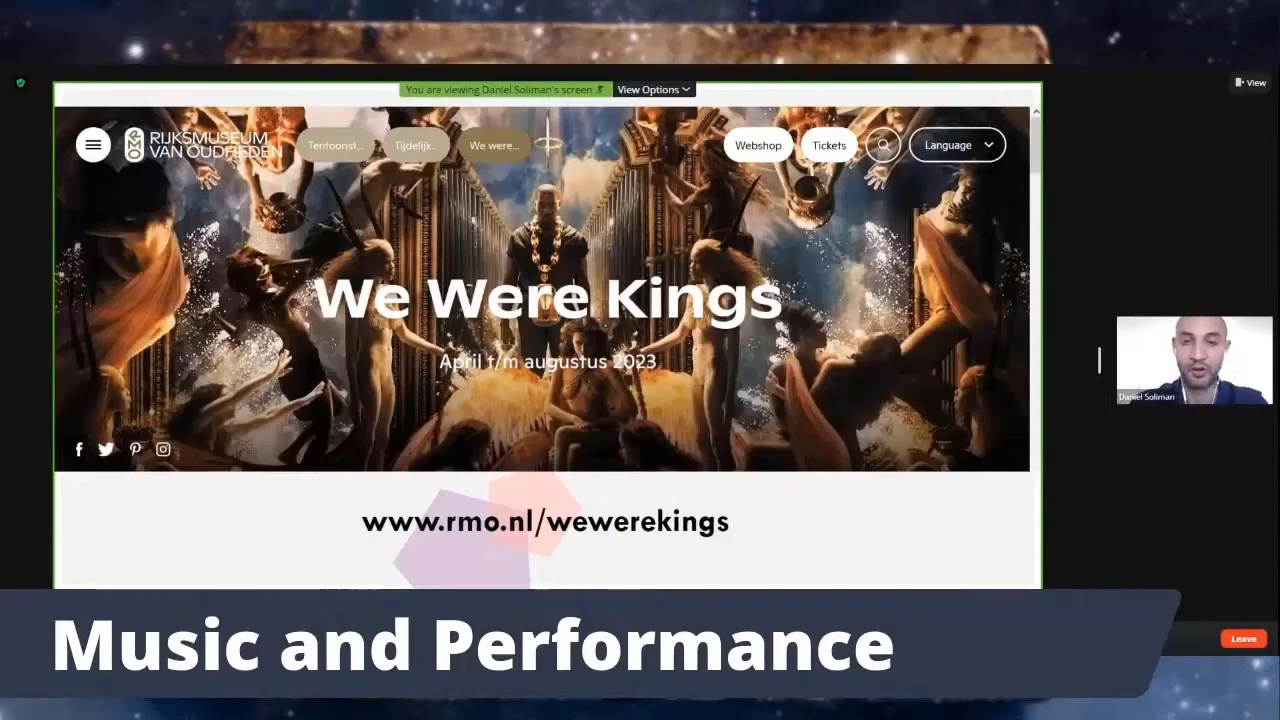 You are viewing Daniel Soliman's screen
View Options
View
RIJKSMUSEUM
VAN OUDHEDEN
RMO
Tentoonst...
Tijdelijk...
We were...
Webshop
Tickets
Language
We Were Kings
April t/m augustus 2023
www.rmo.nl/wewerekings
Daniel Soliman
Leave
Music and Performance